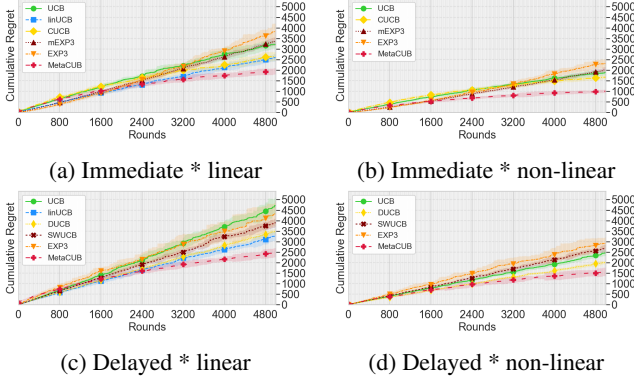 Cumulative Regret
UCB
linUCB
CUCB
mEXP3
EXP3
MetaCUB
5000
4500
4000
3500
3000
2500
2000
1500
1000
500
0
0 800 1600 2400 3200 4000 4800
Rounds
(a) Immediate * linear
Cumulative Regret
UCB
CUCB
mEXP3
EXP3
MetaCUB
5000
4500
4000
3500
3000
2500
2000
1500
1000
500
0
0 800 1600 2400 3200 4000 4800
Rounds
(b) Immediate * non-linear
Cumulative Regret
UCB
linUCB
DUCB
SWUCB
EXP3
MetaCUB
5000
4500
4000
3500
3000
2500
2000
1500
1000
500
0
0 800 1600 2400 3200 4000 4800
Rounds
(c) Delayed * linear
Cumulative Regret
UCB
DUCB
SWUCB
EXP3
MetaCUB
5000
4500
4000
3500
3000
2500
2000
1500
1000
500
0
0 800 1600 2400 3200 4000 4800
Rounds
(d) Delayed * non-linear